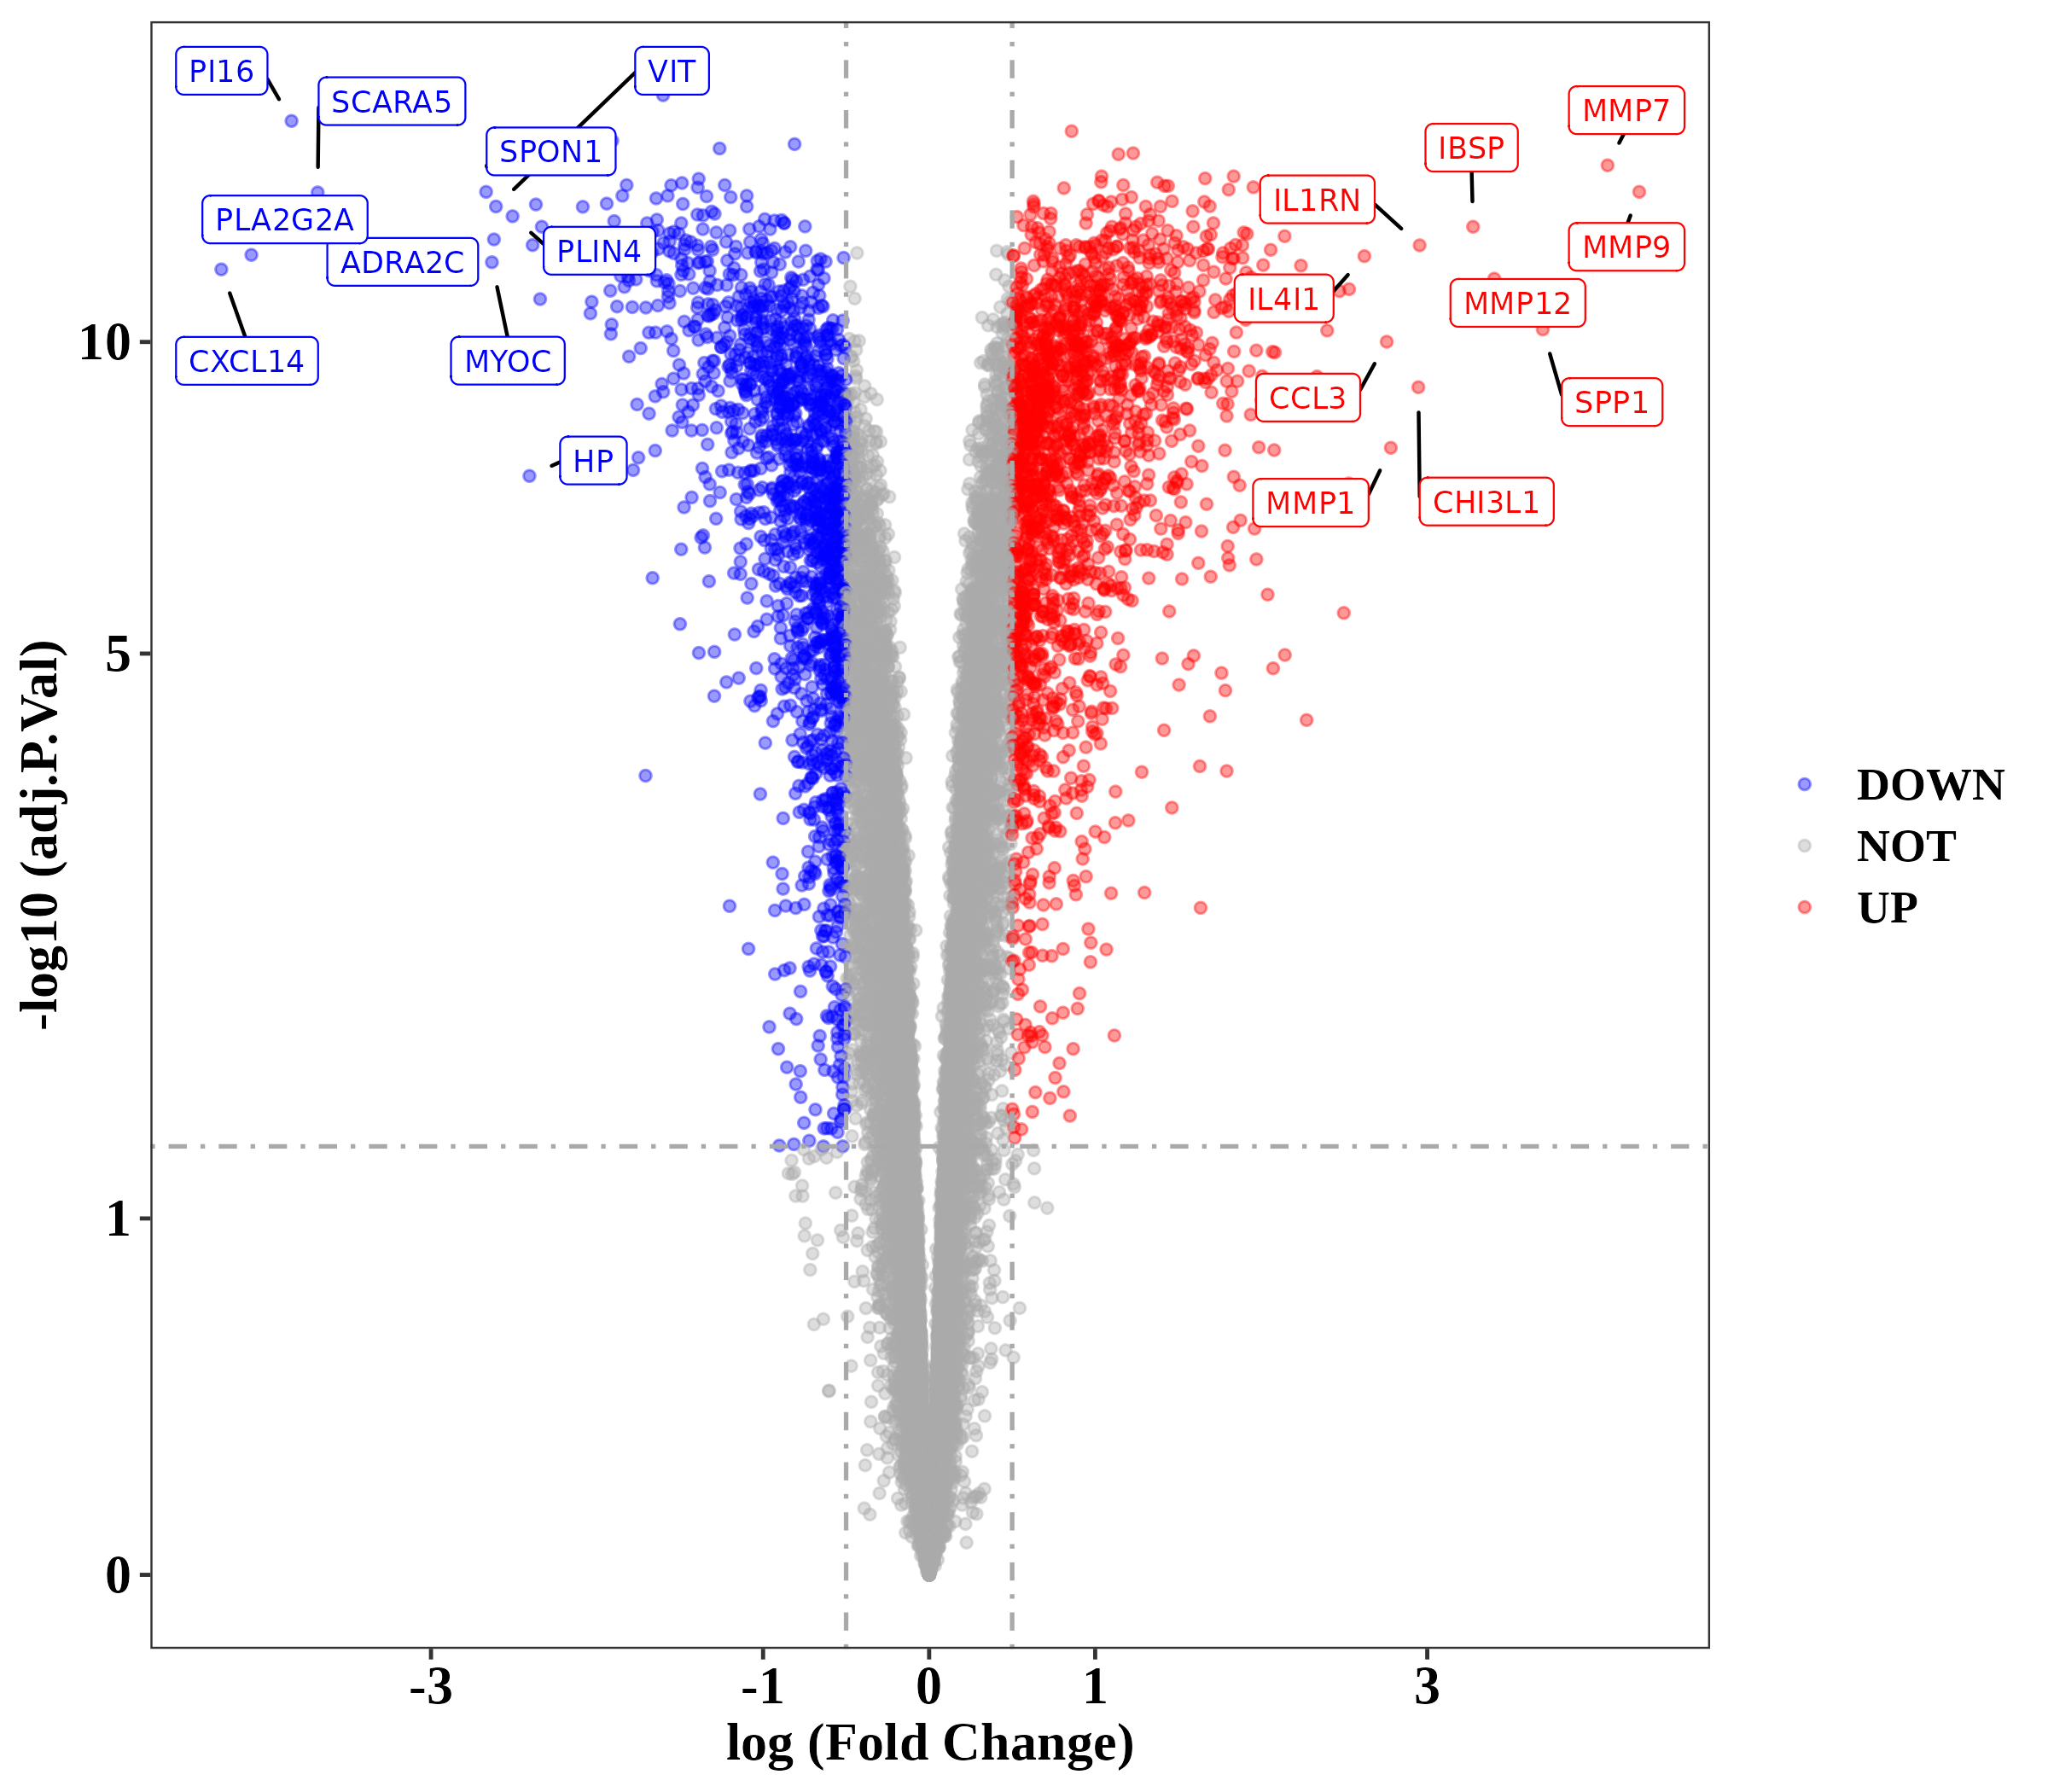 PI16
VIT
SCARA5
MMP7
IBSP
SPON1
IL1RN
PLA2G2A
MMP9
PLIN4
ADRA2C
IL4I1
MMP12
CXCL14
MYOC
CCL3
SPP1
HP
MMP1
CHI3L1
10
5
1
0
-log10 (adj.P.Val)
-3 -1 0 1 3
log (Fold Change)
DOWN
NOT
UP